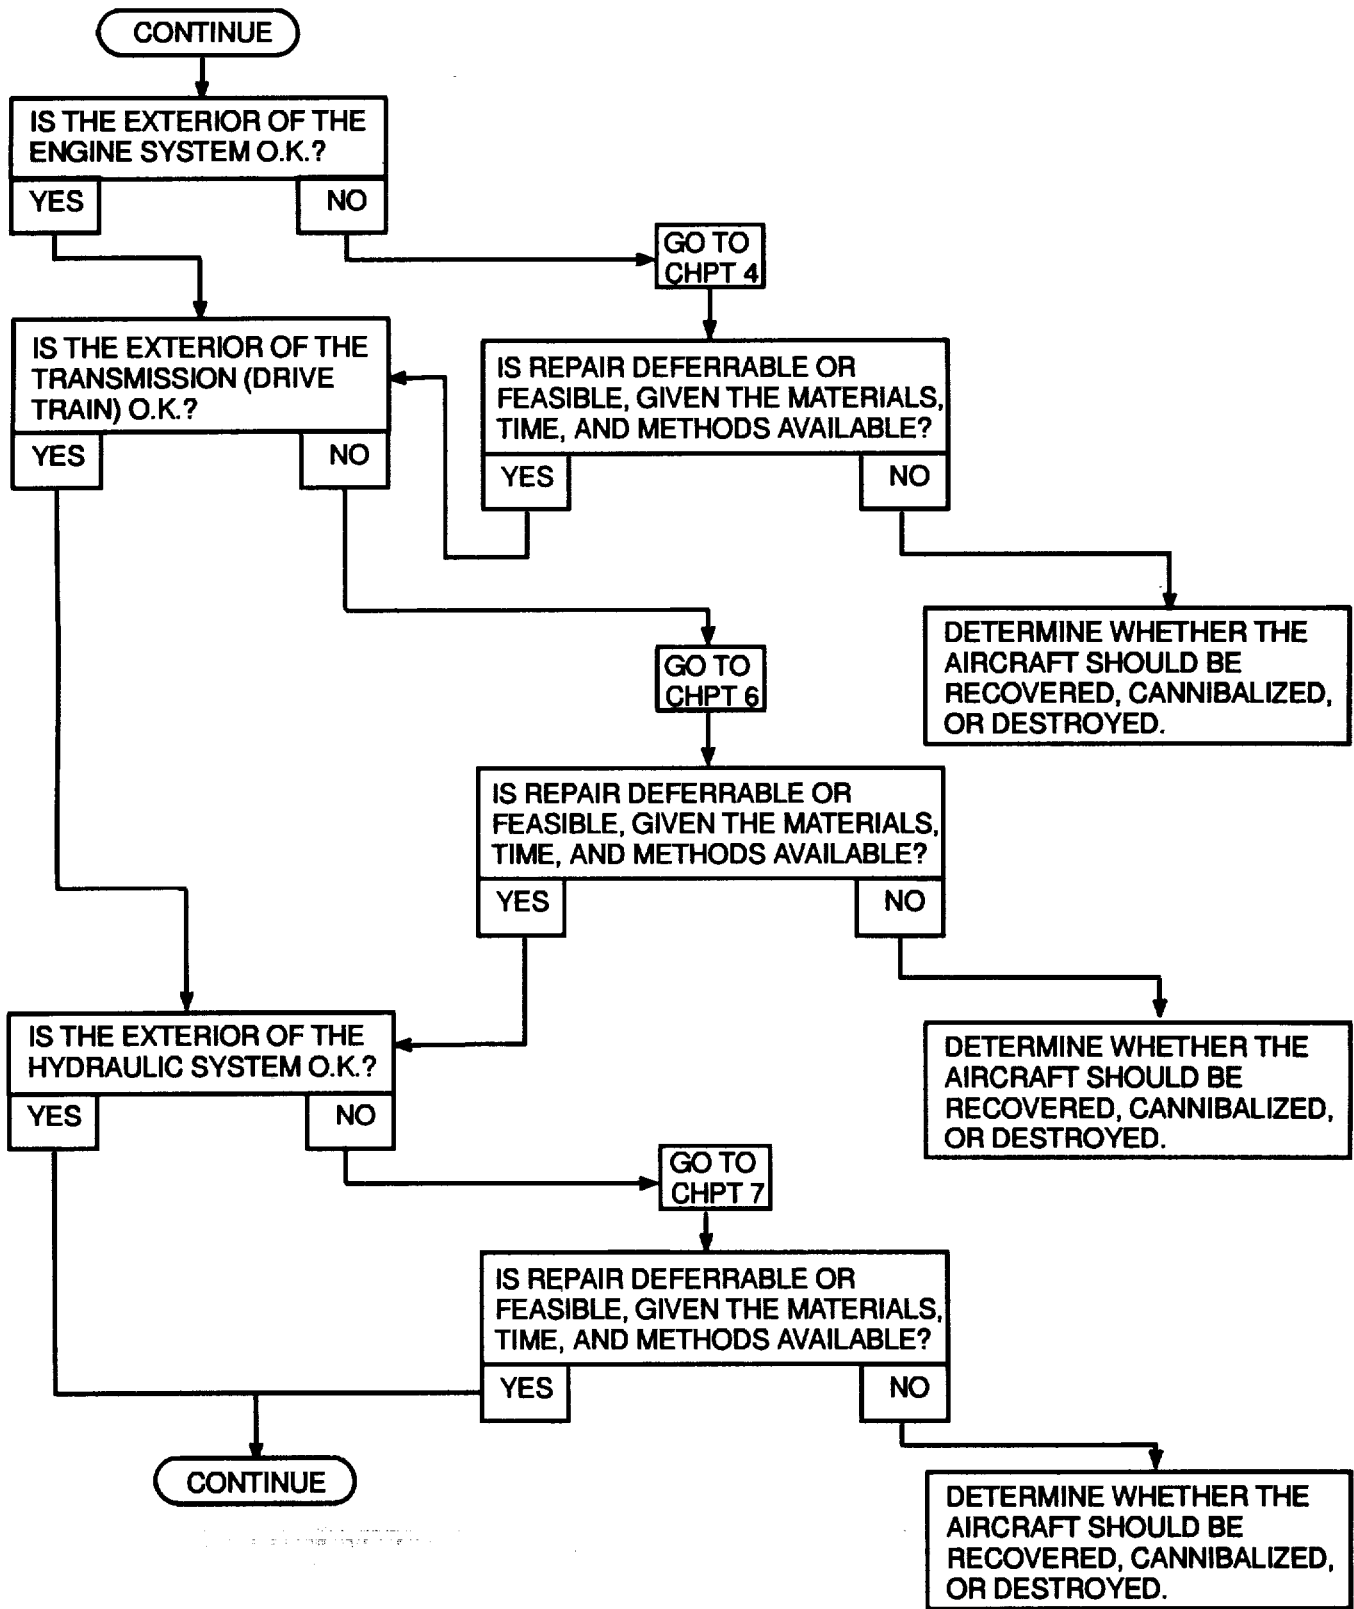 CONTINUE
IS THE EXTERIOR OF THE
ENGINE SYSTEM O.K.?
YES
NO
GO TO
CHPT 4
IS THE EXTERIOR OF THE
TRANSMISSION (DRIVE
TRAIN) O.K.?
YES
NO
IS REPAIR DEFERRABLE OR
FEASIBLE, GIVEN THE MATERIALS,
TIME, AND METHODS AVAILABLE?
YES
NO
DETERMINE WHETHER THE
AIRCRAFT SHOULD BE
RECOVERED, CANNIBALIZED,
OR DESTROYED.
GO TO
CHPT 6
IS REPAIR DEFERRABLE OR
FEASIBLE, GIVEN THE MATERIALS,
TIME, AND METHODS AVAILABLE?
YES
NO
IS THE EXTERIOR OF THE
HYDRAULIC SYSTEM O.K.?
YES
NO
DETERMINE WHETHER THE
AIRCRAFT SHOULD BE
RECOVERED, CANNIBALIZED,
OR DESTROYED.
GO TO
CHPT 7
IS REPAIR DEFERRABLE OR
FEASIBLE, GIVEN THE MATERIALS,
TIME, AND METHODS AVAILABLE?
YES
NO
CONTINUE
DETERMINE WHETHER THE
AIRCRAFT SHOULD BE
RECOVERED, CANNIBALIZED,
OR DESTROYED.